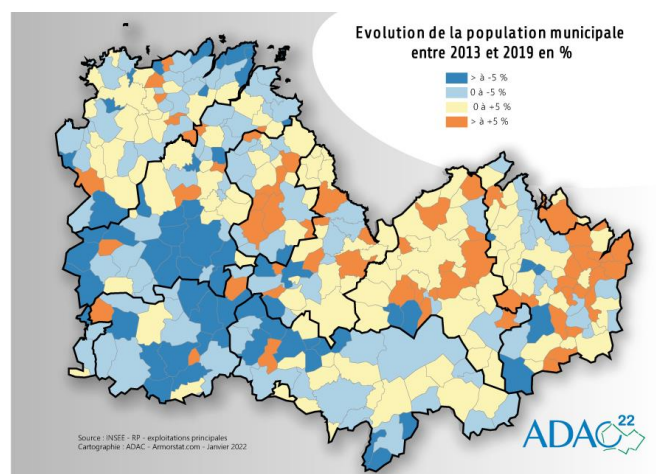 Evolution de la population municipale
entre 2013 et 2019 en %
> à -5 %
0 à -5 %
0 à +5 %
> à +5 %
Source : INSEE - RP - exploitations principales
Cartographie : ADAC - Armorstat.com - Janvier 2022
ADAC 22